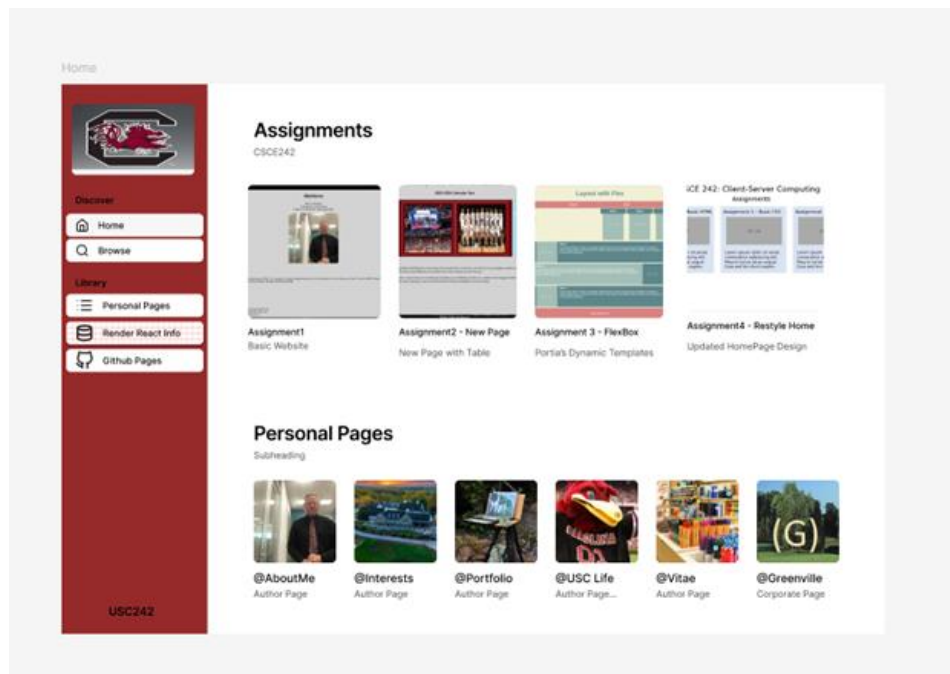 Home
Discover
Home
Browse
Library
Personal Pages
Render React Info
Github Pages
USC242
Assignments
CSCE242
Layout with Flex
CSCE 242: Client-Server Computing
Assignments
Assignment1
Basic Website
Assignment2 - New Page
New Page with Table
Assignment 3 - FlexBox
Portia's Dynamic Templates
Assignment4 - Restyle Home
Updated HomePage Design
Personal Pages
Subheading
CAROLINA
(G)
@AboutMe
Author Page
@Interests
Author Page
@Portfolio
Author Page
@USC Life
Author Page...
@Vitae
Author Page
@Greenville
Corporate Page